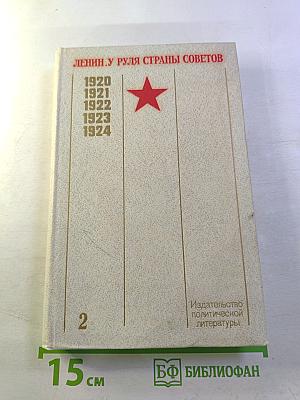 ЛЕНИН.У РУЛЯ СТРАНЫ СОВЕТОВ
1920
1921
1922
1923
1924
2
Издательство
политической
литературы
15 см
БФ БИБЛИОФАН